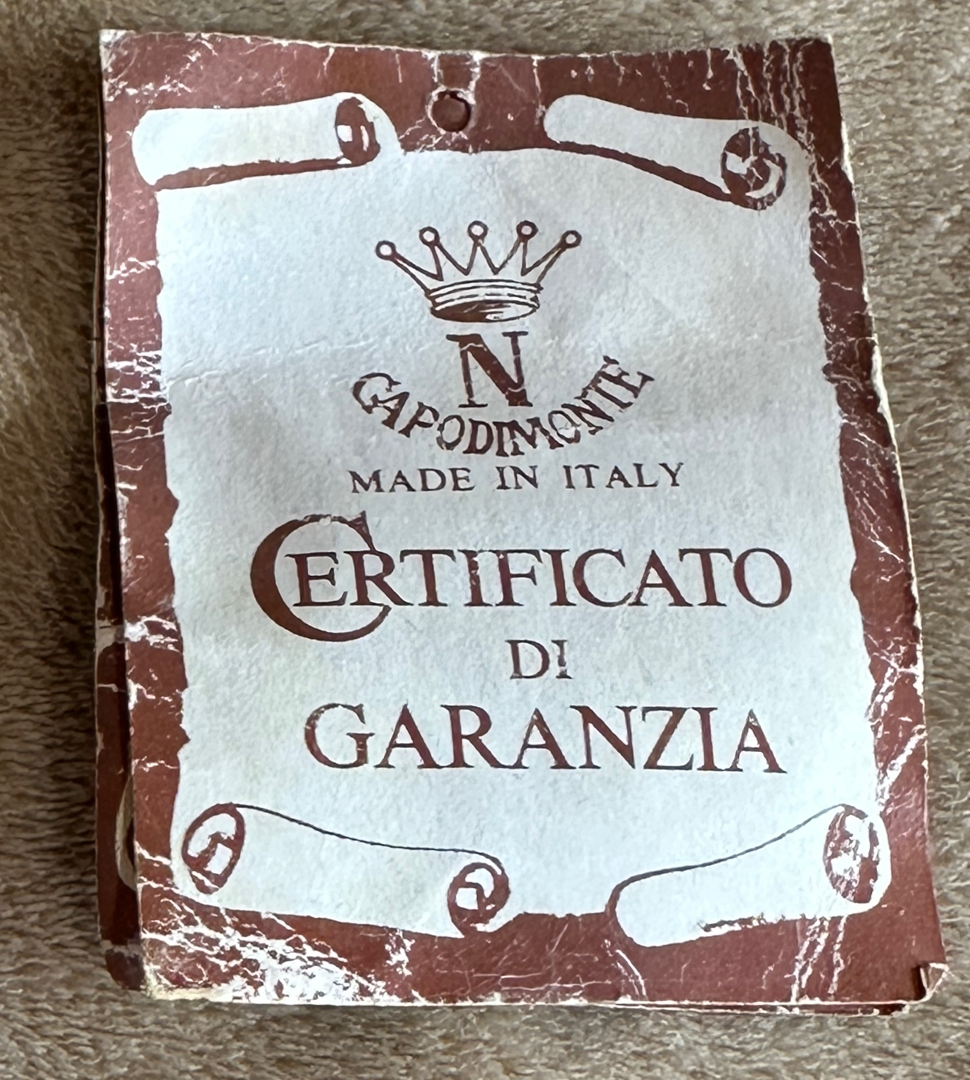 N
CAPODIMONTE
MADE IN ITALY
CERTIFICATO
DI
GARANZIA